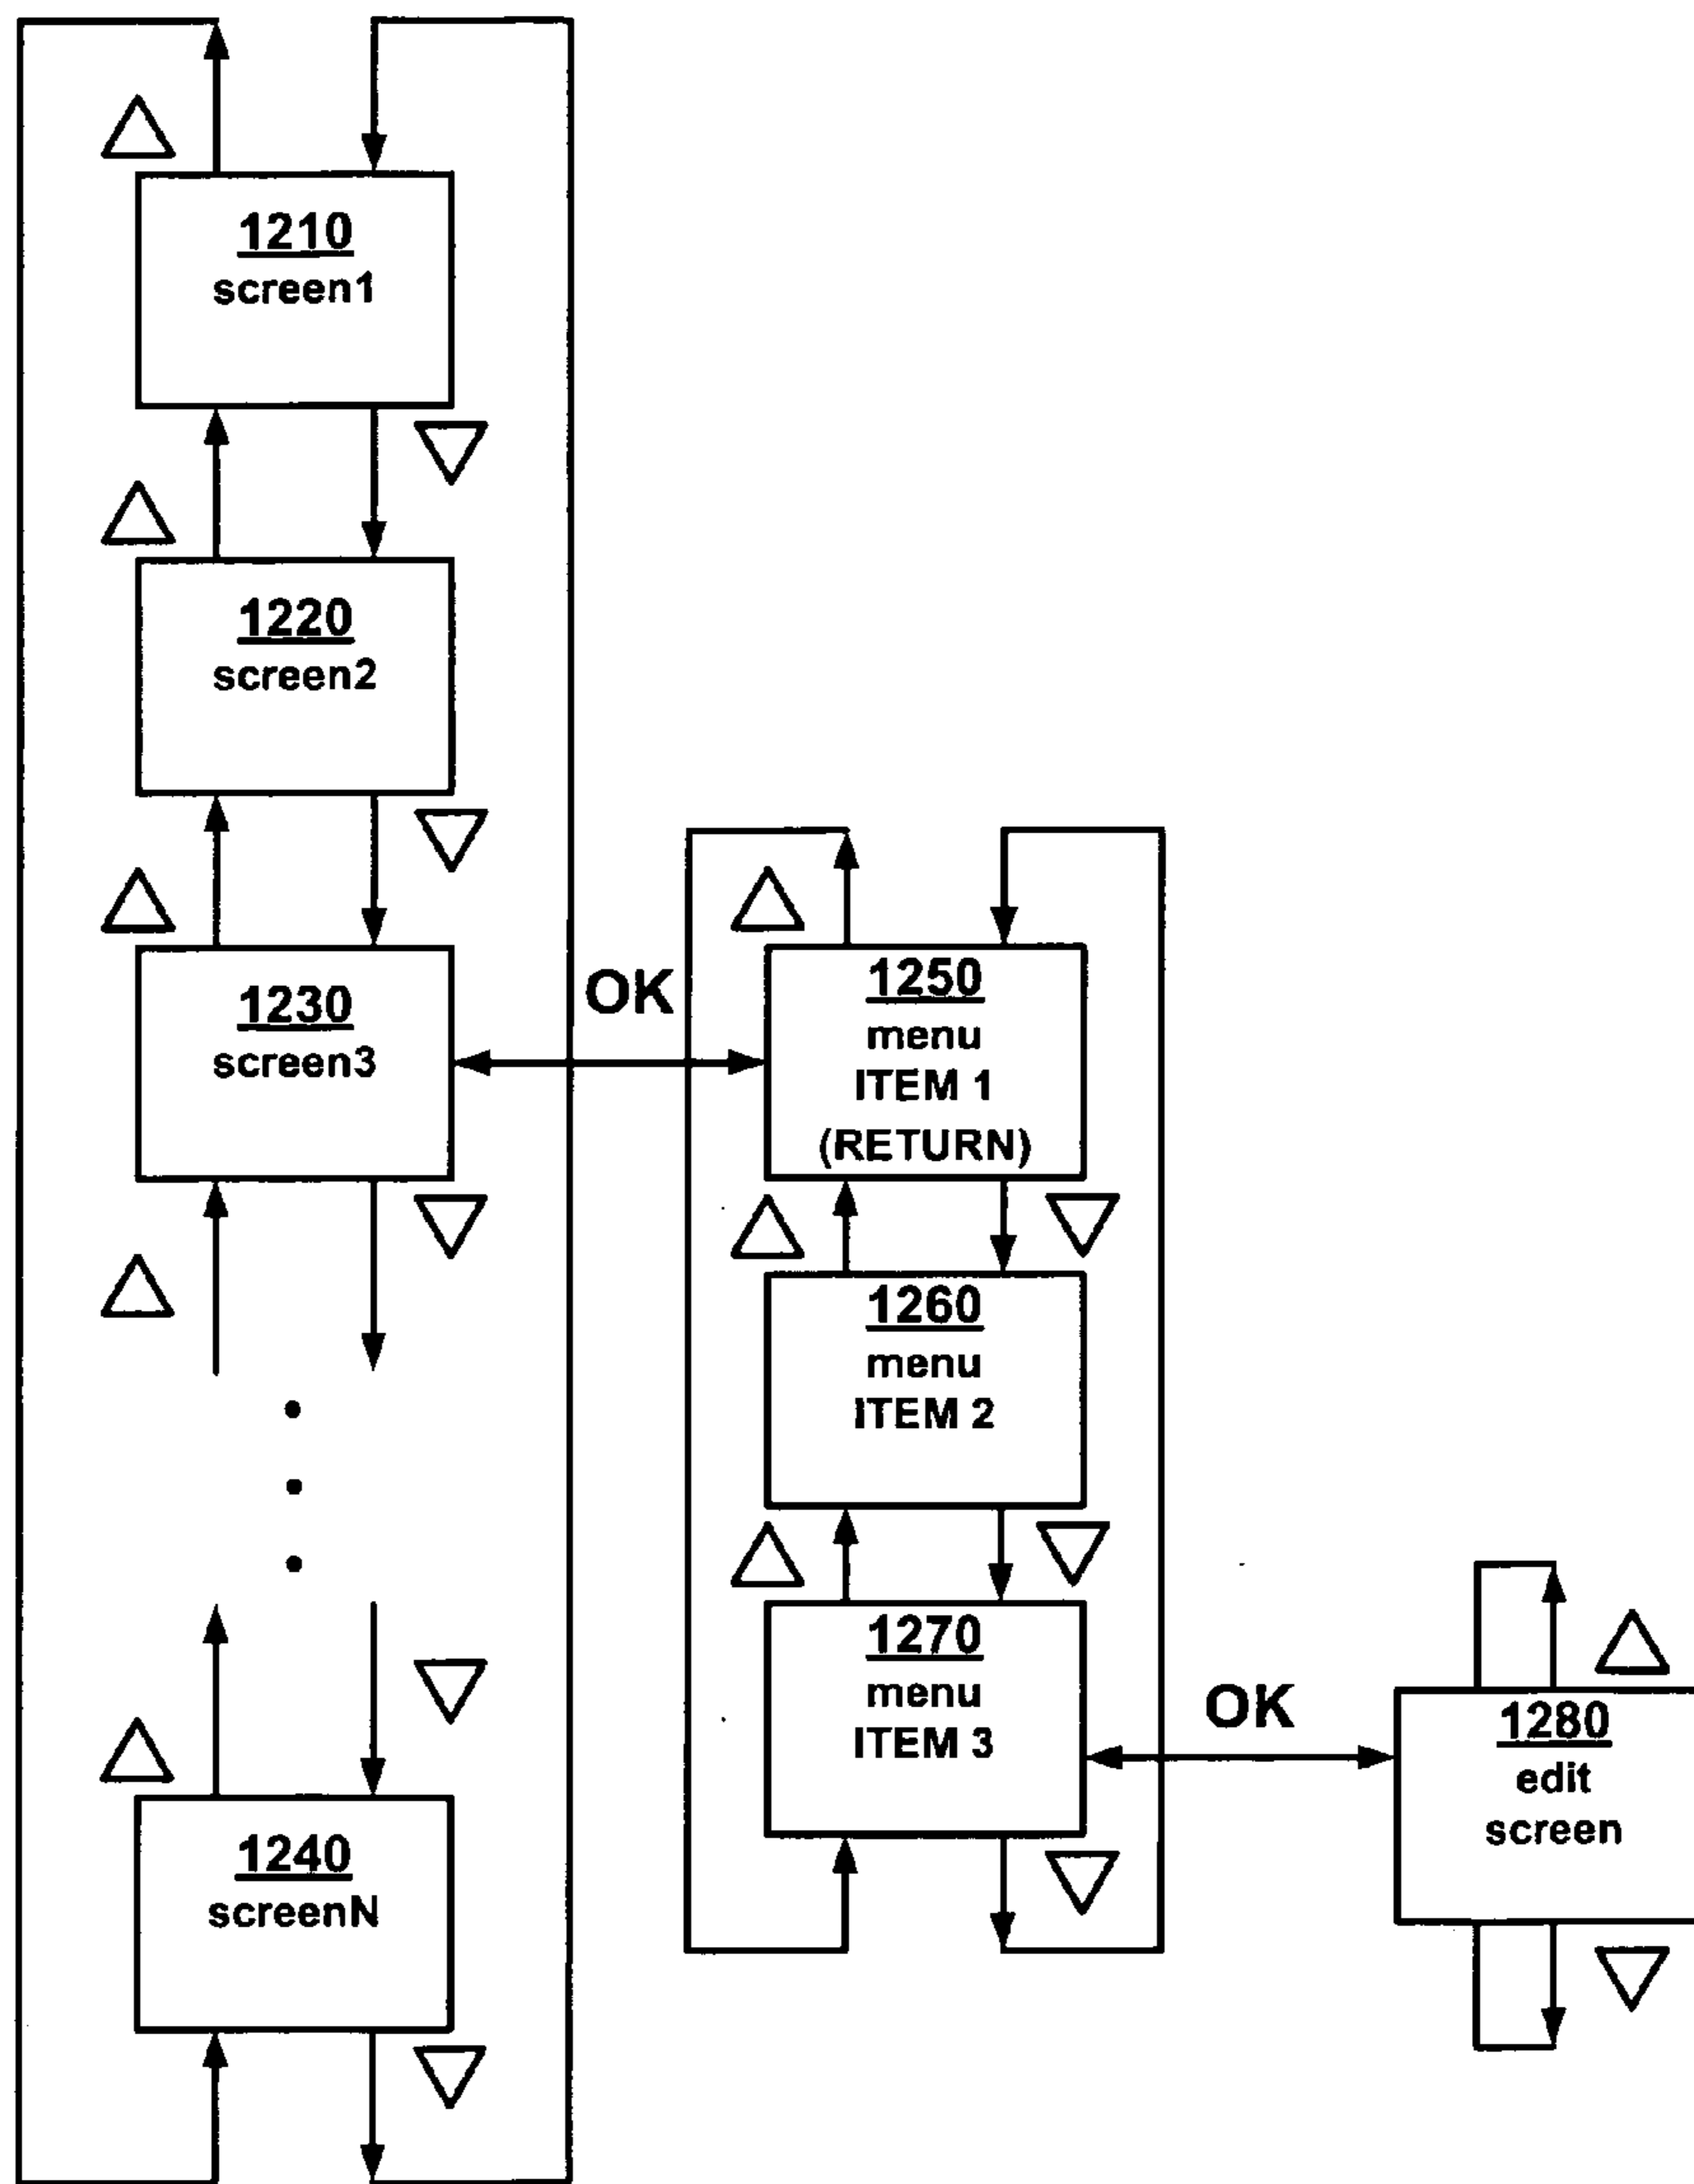 1210
screen1
1220
screen2
1230
screen3
OK
1250
menu
ITEM 1
(RETURN)
1260
menu
ITEM 2
1270
menu
ITEM 3
OK
1280
edit
screen
1240
screenN